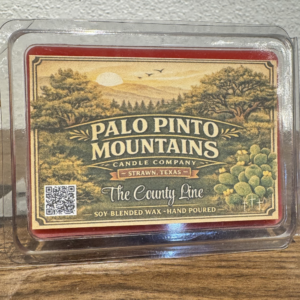 PALO PINTO
MOUNTAINS
CANDLE COMPANY
STRAWN, TEXAS
The County Line
SOY-BLENDED WAX • HAND POURED